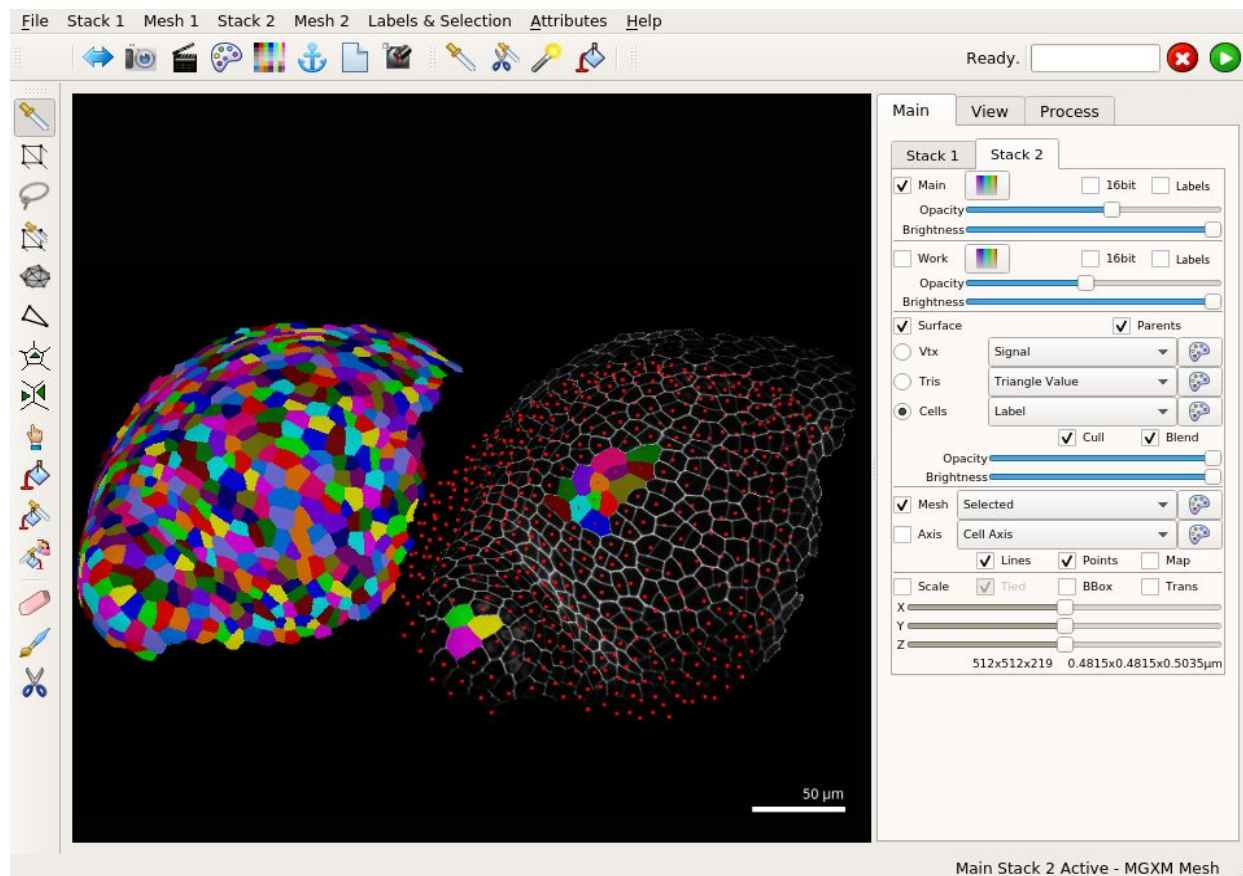 File Stack 1 Mesh 1 Stack 2 Mesh 2 Labels & Selection Attributes Help
Ready.
Main View Process
Stack 1 Stack 2
Main 16bit Labels
Opacity
Brightness
Work 16bit Labels
Opacity
Brightness
Surface Parents
Vtx Signal
Tris Triangle Value
Cells Label
Cull Blend
Opacity
Brightness
Mesh Selected
Axis Cell Axis
Lines Points Map
Scale Tied BBox Trans
X
Y
Z
512x512x219 0.4815x0.4815x0.5035µm
50 µm
Main Stack 2 Active - MGXM Mesh